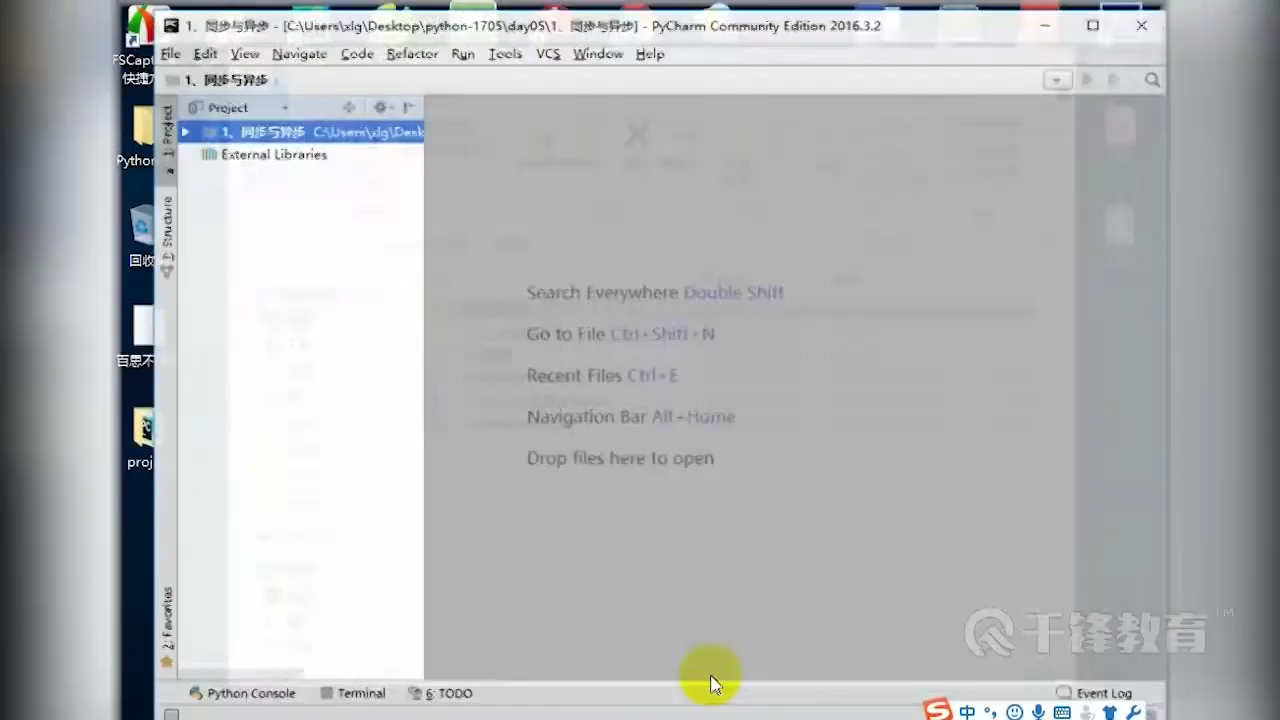 1、同步与异步 - [C:\Users\xlg\Desktop\python-1705\day05\1、同步与异步] - PyCharm Community Edition 2016.3.2
File Edit View Navigate Code Refactor Run Tools VCS Window Help
1、同步与异步
Project
1、同步与异步 C:\Users\xlg\Desk
External Libraries
1: Project
7: Structure
2: Favorites
FSCapt
快捷方
Python
回收
百思不
proj
Search Everywhere Double Shift
Go to File Ctrl+Shift+N
Recent Files Ctrl+E
Navigation Bar Alt+Home
Drop files here to open
千锋教育™
Python Console Terminal 6: TODO Event Log
S 中